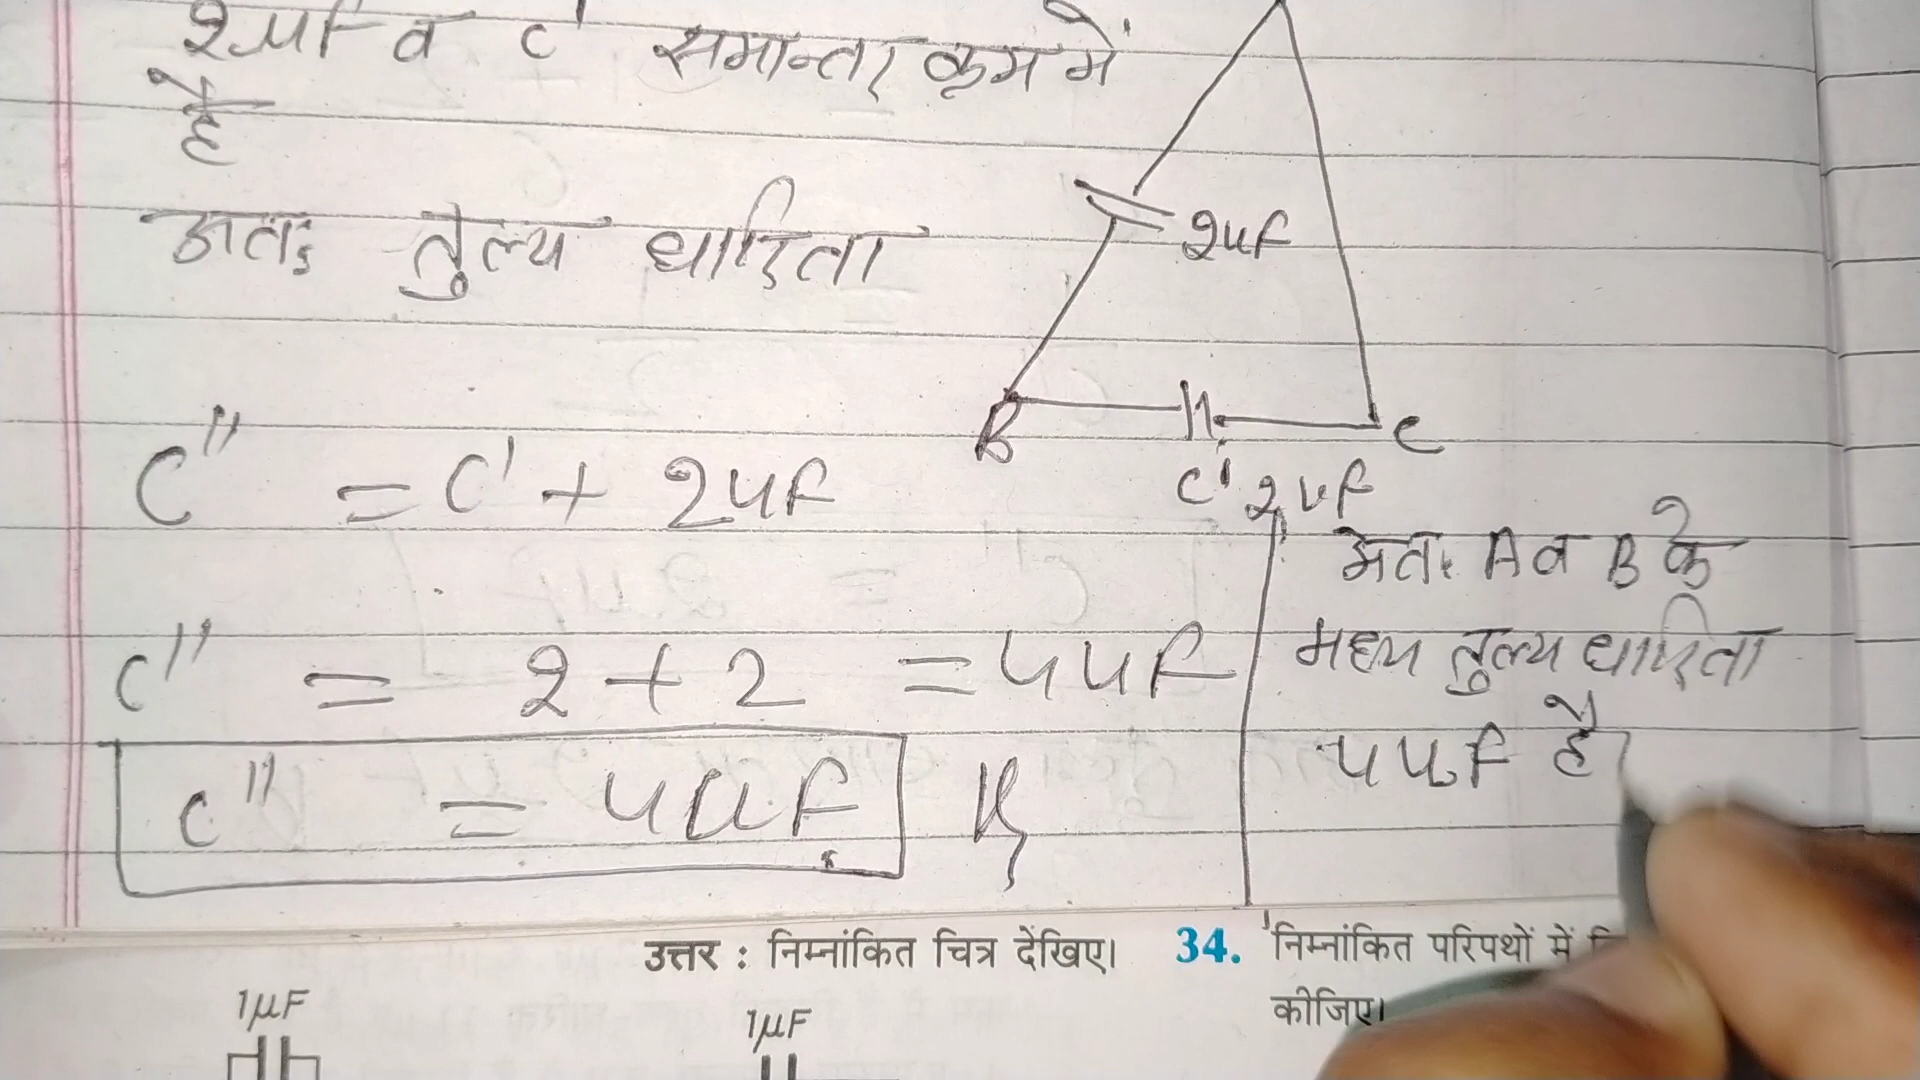 2μF व C' समान्तर क्रम में
है
अतः तुल्य धारिता
2μF
B
C
C' 2μF
C'' = C' + 2μF
C'' = 2 + 2 = 4μF
C'' = 4μF
अतः A व B के
मध्य तुल्य धारिता
4μF है।
उत्तर : निम्नांकित चित्र देंखिए।
34. निम्नांकित परिपथों में
कीजिए।
1μF
1μF